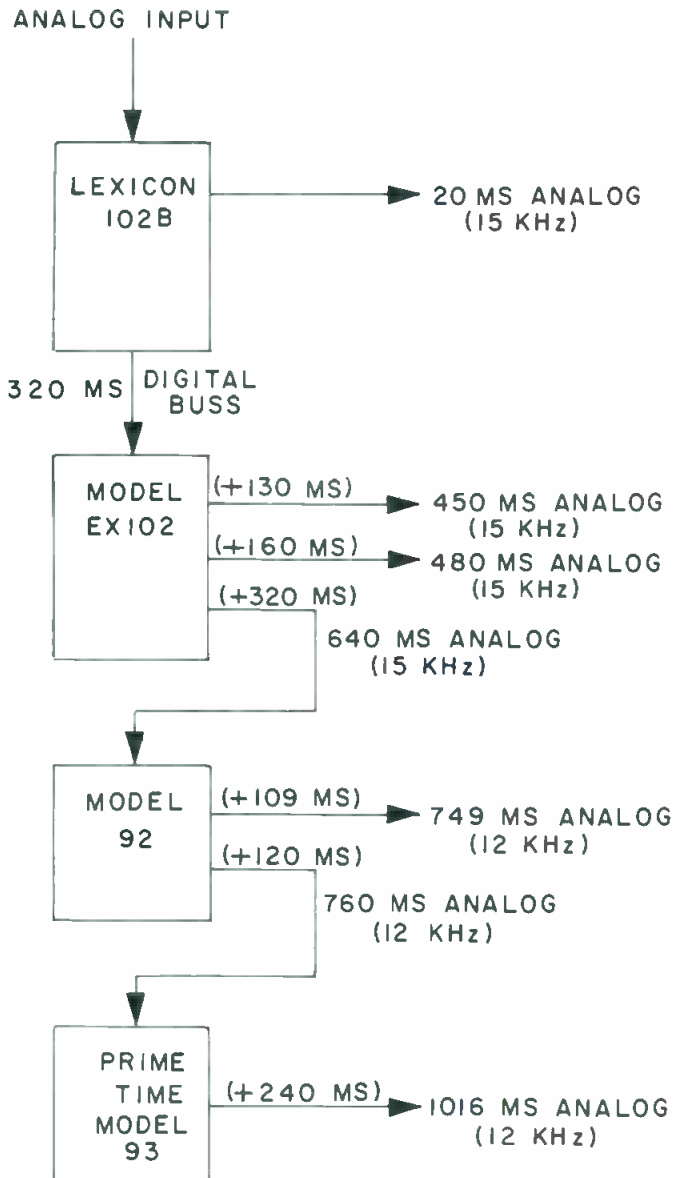 ANALOG INPUT
LEXICON
102B
20 MS ANALOG
(15 KHz)
320 MS
DIGITAL
BUSS
MODEL
EX102
(+130 MS)
450 MS ANALOG
(15 KHz)
(+160 MS)
480 MS ANALOG
(15 KHz)
(+320 MS)
640 MS ANALOG
(15 KHz)
MODEL
92
(+109 MS)
749 MS ANALOG
(12 KHz)
(+120 MS)
760 MS ANALOG
(12 KHz)
PRIME
TIME
MODEL
93
(+240 MS)
1016 MS ANALOG
(12 KHz)